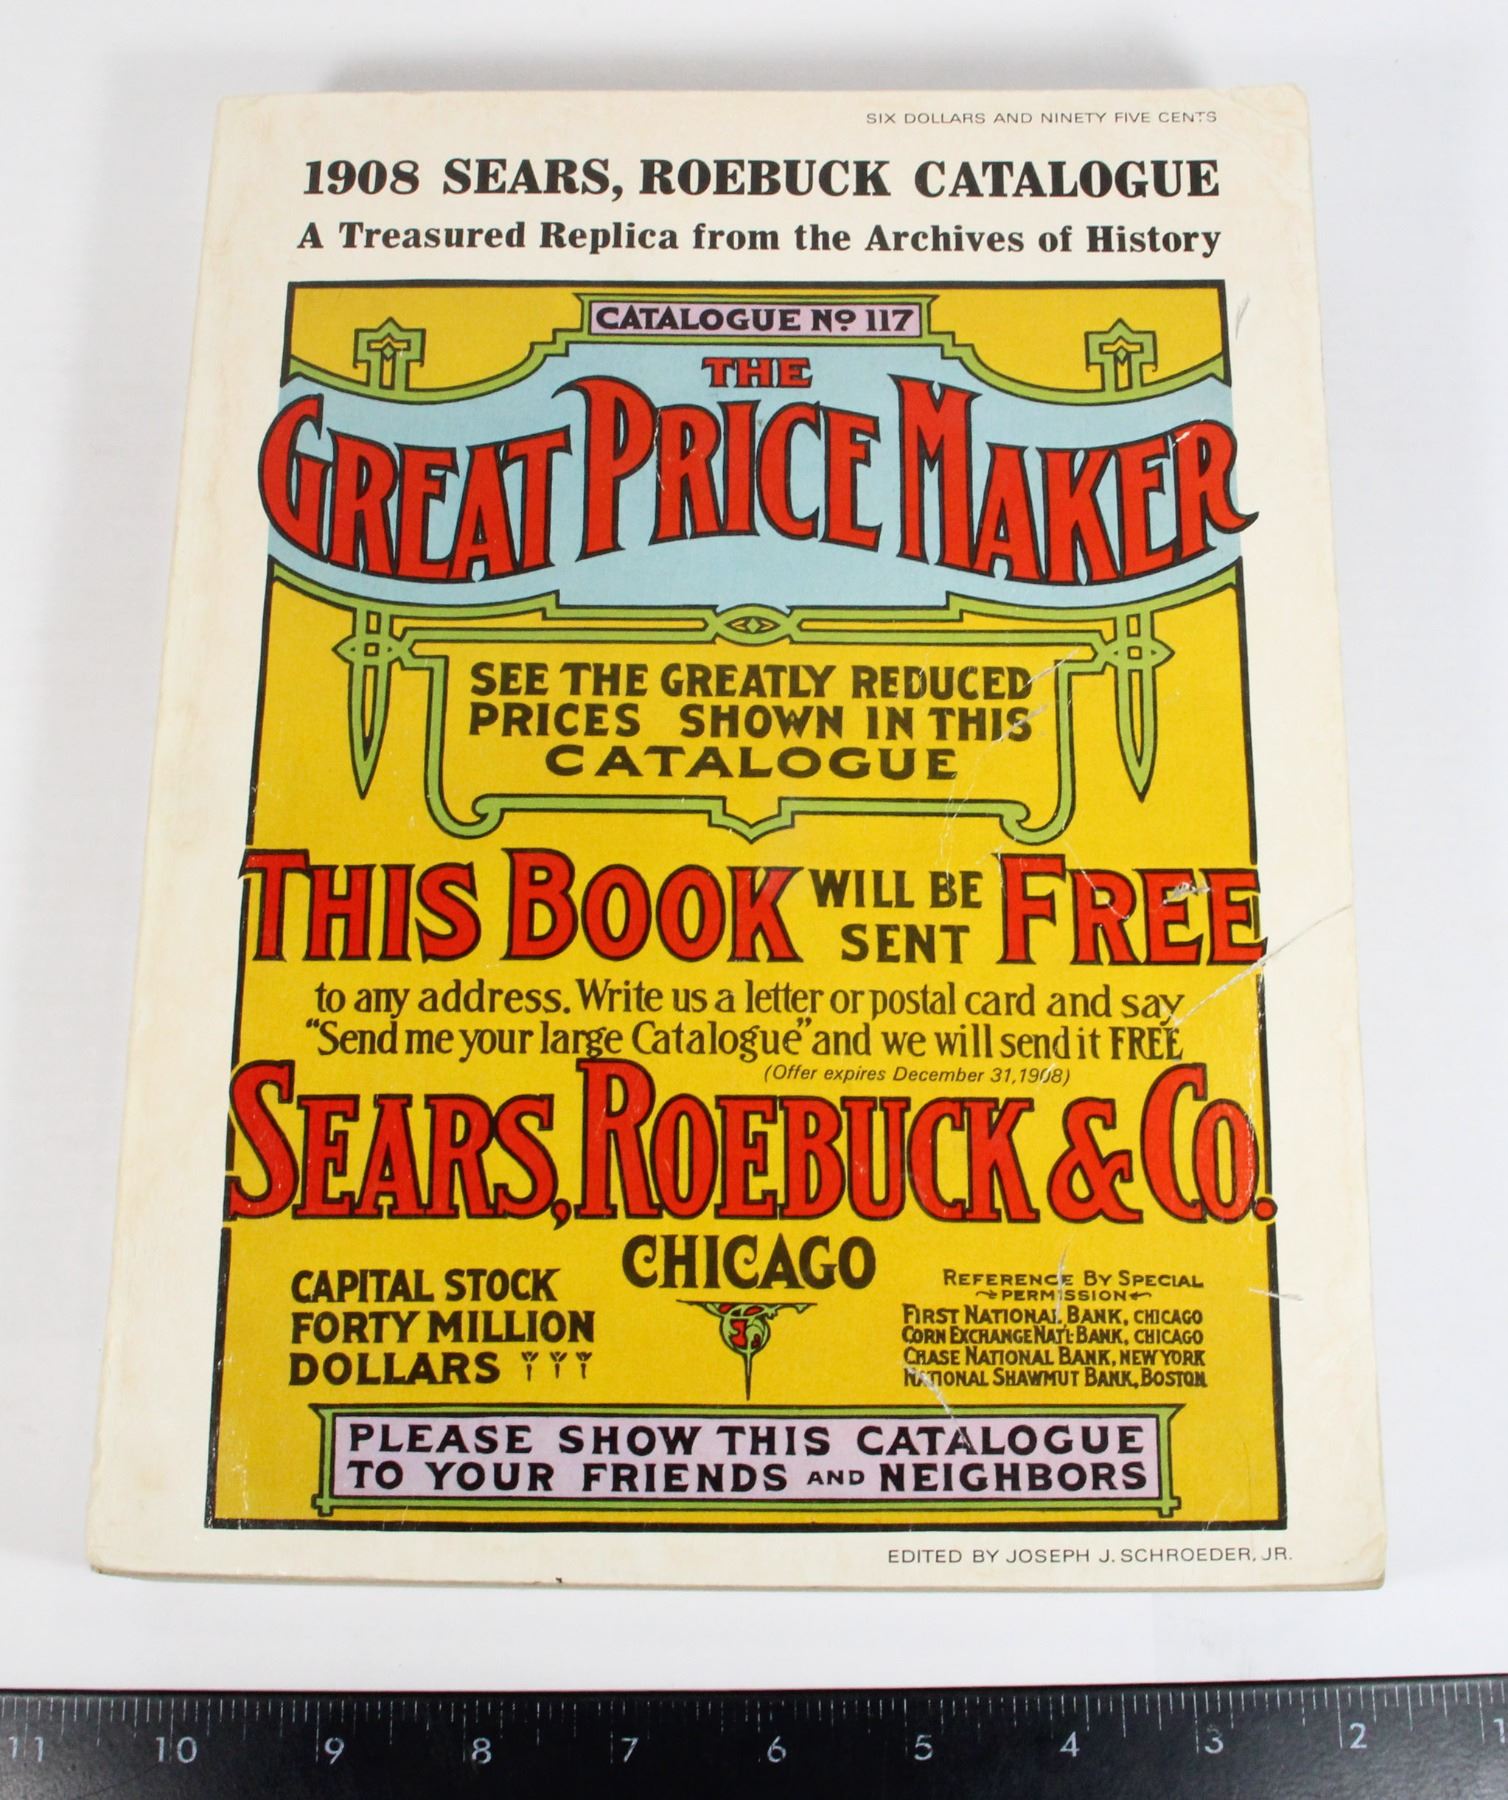 SIX DOLLARS AND NINETY FIVE CENTS
1908 SEARS, ROEBUCK CATALOGUE
A Treasured Replica from the Archives of History
CATALOGUE No 117
THE
GREAT PRICE MAKER
SEE THE GREATLY REDUCED
PRICES SHOWN IN THIS
CATALOGUE
THIS BOOK WILL BE SENT FREE
to any address. Write us a letter or postal card and say
"Send me your large Catalogue" and we will send it FREE
(Offer expires December 31, 1908)
SEARS, ROEBUCK & CO.
CHICAGO
CAPITAL STOCK
FORTY MILLION
DOLLARS
REFERENCE BY SPECIAL
PERMISSION
FIRST NATIONAL BANK, CHICAGO
CORN EXCHANGE NAT'L BANK, CHICAGO
CHASE NATIONAL BANK, NEW YORK
NATIONAL SHAWMUT BANK, BOSTON
PLEASE SHOW THIS CATALOGUE
TO YOUR FRIENDS AND NEIGHBORS
EDITED BY JOSEPH J. SCHROEDER, JR.
11 10 9 8 7 6 5 4 3 2 1